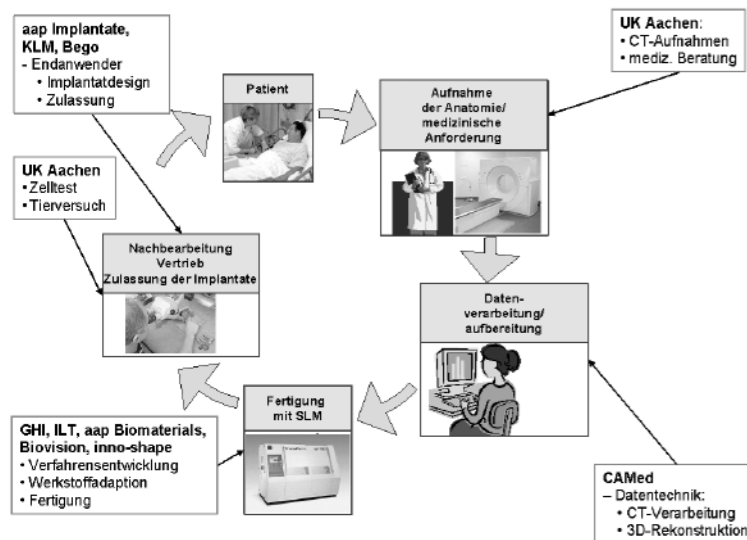 aap Implantate,
KLM, Bego
- Endanwender
• Implantatdesign
• Zulassung
Patient
UK Aachen:
• CT-Aufnahmen
• mediz. Beratung
Aufnahme
der Anatomie/
medizinische
Anforderung
UK Aachen
• Zelltest
• Tierversuch
Nachbearbeitung
Vertrieb
Zulassung der Implantate
Daten-
verarbeitung/
aufbereitung
Fertigung
mit SLM
GHI, ILT, aap Biomaterials,
Biovision, inno-shape
• Verfahrensentwicklung
• Werkstoffadaption
• Fertigung
CAMed
– Datentechnik:
• CT-Verarbeitung
• 3D-Rekonstruktion